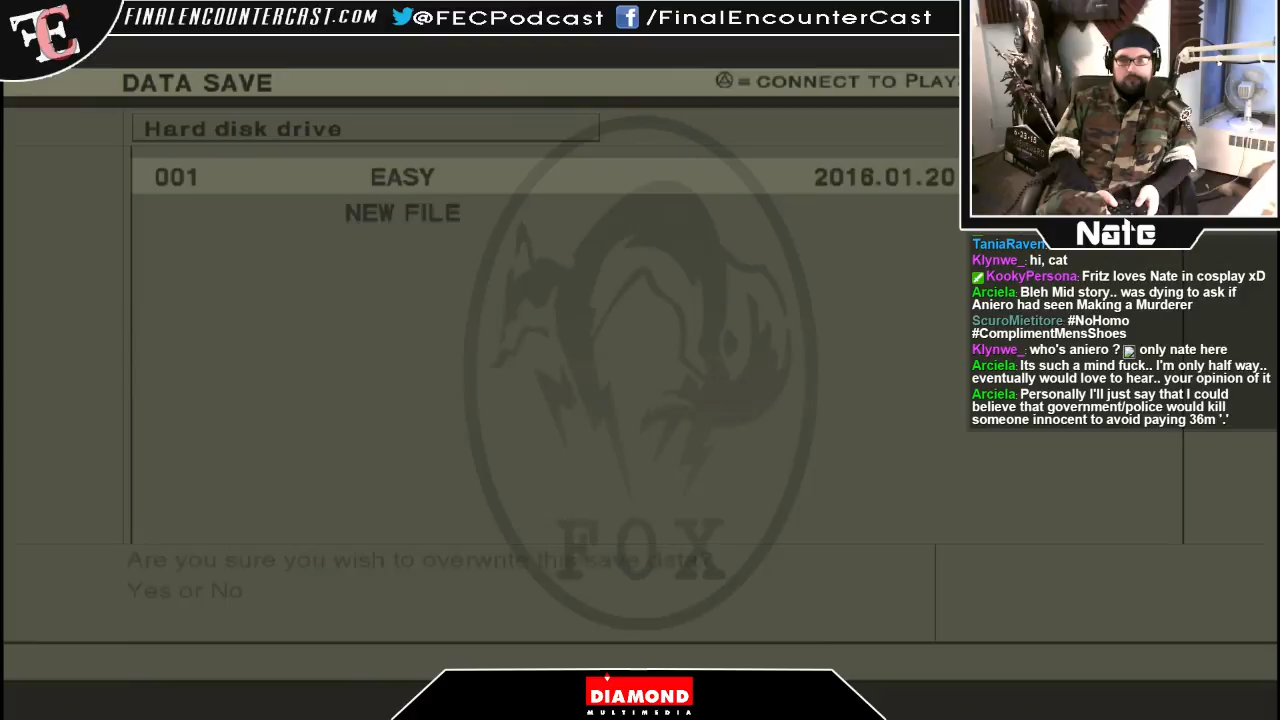 FINALENCOUNTERCAST.COM @FECPodcast /FinalEncounterCast
FEC
DATA SAVE
= CONNECT TO PLAY
Hard disk drive
001 EASY 2016.01.20
NEW FILE
FOX
Are you sure you wish to overwrite this save data?
Yes or No
Nate
TaniaRaven
Klynwe_: hi, cat
KookyPersona: Fritz loves Nate in cosplay xD
Arciela: Bleh Mid story.. was dying to ask if
Aniero had seen Making a Murderer
ScuroMietitore: #NoHomo
#ComplimentMensShoes
Klynwe_: who's aniero ? only nate here
Arciela: Its such a mind fuck.. I'm only half way..
eventually would love to hear.. your opinion of it
Arciela: Personally I'll just say that I could
believe that government/police would kill
someone innocent to avoid paying 36m '.'
DIAMOND
MULTIMEDIA